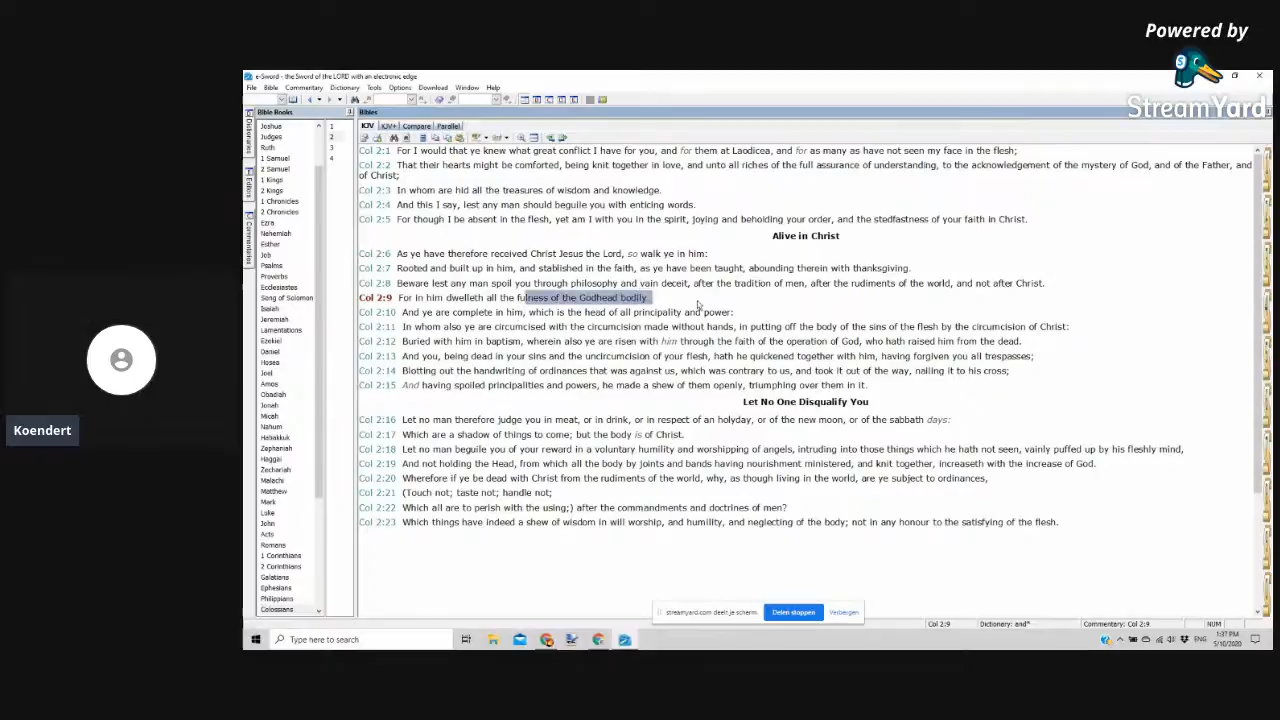 Powered by
StreamYard
e-Sword - the Sword of the LORD with an electronic edge
File Bible Commentary Dictionary Tools Options Download Window Help
Bible Books
Bibles
Dictionaries
Editors
Commentaries
KJV KJV+ Compare Parallel
Joshua
Judges
Ruth
1 Samuel
2 Samuel
1 Kings
2 Kings
1 Chronicles
2 Chronicles
Ezra
Nehemiah
Esther
Job
Psalms
Proverbs
Ecclesiastes
Song of Solomon
Isaiah
Jeremiah
Lamentations
Ezekiel
Daniel
Hosea
Joel
Amos
Obadiah
Jonah
Micah
Nahum
Habakkuk
Zephaniah
Haggai
Zechariah
Malachi
Matthew
Mark
Luke
John
Acts
Romans
1 Corinthians
2 Corinthians
Galatians
Ephesians
Philippians
Colossians
1
2
3
4
Col 2:1 For I would that ye knew what great conflict I have for you, and for them at Laodicea, and for as many as have not seen my face in the flesh;
Col 2:2 That their hearts might be comforted, being knit together in love, and unto all riches of the full assurance of understanding, to the acknowledgement of the mystery of God, and of the Father, and
of Christ;
Col 2:3 In whom are hid all the treasures of wisdom and knowledge.
Col 2:4 And this I say, lest any man should beguile you with enticing words.
Col 2:5 For though I be absent in the flesh, yet am I with you in the spirit, joying and beholding your order, and the stedfastness of your faith in Christ.
Alive in Christ
Col 2:6 As ye have therefore received Christ Jesus the Lord, so walk ye in him:
Col 2:7 Rooted and built up in him, and stablished in the faith, as ye have been taught, abounding therein with thanksgiving.
Col 2:8 Beware lest any man spoil you through philosophy and vain deceit, after the tradition of men, after the rudiments of the world, and not after Christ.
Col 2:9 For in him dwelleth all the fulness of the Godhead bodily.
Col 2:10 And ye are complete in him, which is the head of all principality and power:
Col 2:11 In whom also ye are circumcised with the circumcision made without hands, in putting off the body of the sins of the flesh by the circumcision of Christ:
Col 2:12 Buried with him in baptism, wherein also ye are risen with him through the faith of the operation of God, who hath raised him from the dead.
Col 2:13 And you, being dead in your sins and the uncircumcision of your flesh, hath he quickened together with him, having forgiven you all trespasses;
Col 2:14 Blotting out the handwriting of ordinances that was against us, which was contrary to us, and took it out of the way, nailing it to his cross;
Col 2:15 And having spoiled principalities and powers, he made a shew of them openly, triumphing over them in it.
Let No One Disqualify You
Col 2:16 Let no man therefore judge you in meat, or in drink, or in respect of an holyday, or of the new moon, or of the sabbath days:
Col 2:17 Which are a shadow of things to come; but the body is of Christ.
Col 2:18 Let no man beguile you of your reward in a voluntary humility and worshipping of angels, intruding into those things which he hath not seen, vainly puffed up by his fleshly mind,
Col 2:19 And not holding the Head, from which all the body by joints and bands having nourishment ministered, and knit together, increaseth with the increase of God.
Col 2:20 Wherefore if ye be dead with Christ from the rudiments of the world, why, as though living in the world, are ye subject to ordinances,
Col 2:21 (Touch not; taste not; handle not;
Col 2:22 Which all are to perish with the using;) after the commandments and doctrines of men?
Col 2:23 Which things have indeed a shew of wisdom in will worship, and humility, and neglecting of the body; not in any honour to the satisfying of the flesh.
Koendert
streamyard.com deelt je scherm.
Delen stoppen
Verbergen
Col 2:9
Dictionary: and*
Commentary: Col 2:9
NUM
Type here to search
ENG
1:37 PM
5/10/2020